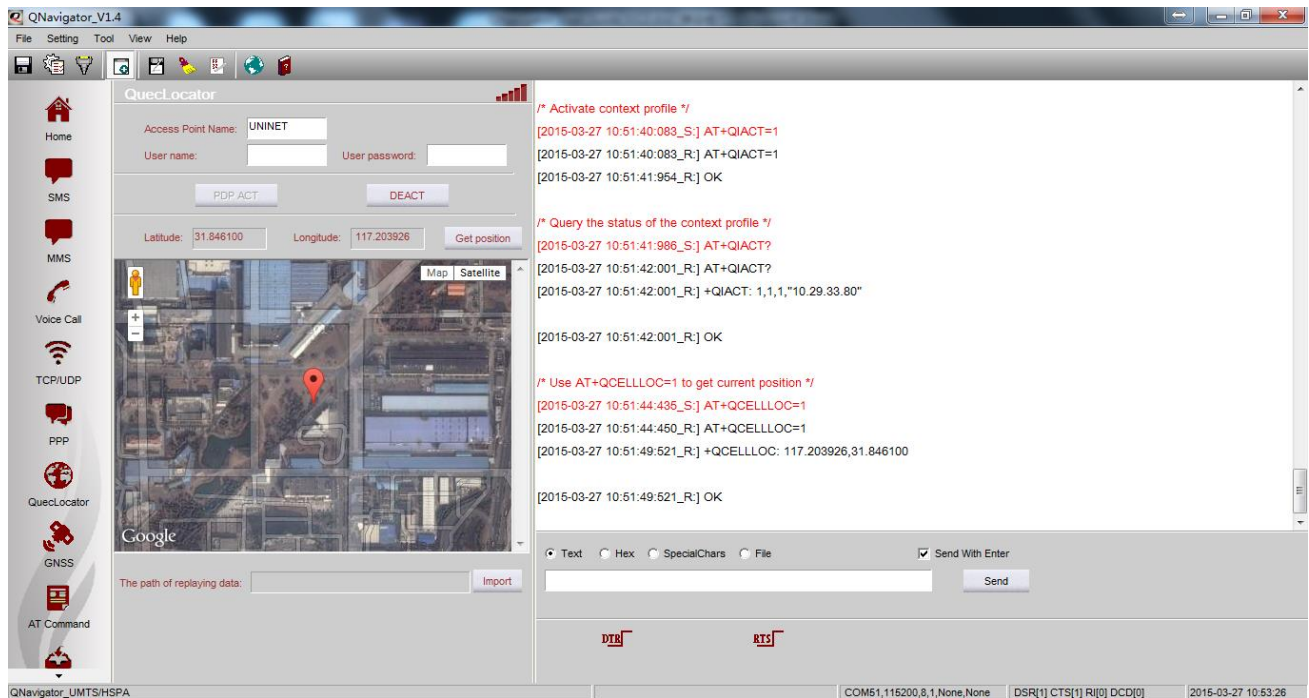 QNavigator_V1.4
File Setting Tool View Help
Home
SMS
MMS
Voice Call
TCP/UDP
PPP
QuecLocator
GNSS
AT Command
QuecLocator
Access Point Name: UNINET
User name: User password:
PDP ACT DEACT
Latitude: 31.846100 Longitude: 117.203926 Get position
Map Satellite
+
−
Google
The path of replaying data: Import
/* Activate context profile */
[2015-03-27 10:51:40:083_S:] AT+QIACT=1
[2015-03-27 10:51:40:083_R:] AT+QIACT=1
[2015-03-27 10:51:41:954_R:] OK
/* Query the status of the context profile */
[2015-03-27 10:51:41:986_S:] AT+QIACT?
[2015-03-27 10:51:42:001_R:] AT+QIACT?
[2015-03-27 10:51:42:001_R:] +QIACT: 1,1,1,"10.29.33.80"
[2015-03-27 10:51:42:001_R:] OK
/* Use AT+QCELLLOC=1 to get current position */
[2015-03-27 10:51:44:435_S:] AT+QCELLLOC=1
[2015-03-27 10:51:44:450_R:] AT+QCELLLOC=1
[2015-03-27 10:51:49:521_R:] +QCELLLOC: 117.203926,31.846100
[2015-03-27 10:51:49:521_R:] OK
Text Hex SpecialChars File Send With Enter
Send
DTR RTS
QNavigator_UMTS/HSPA COM51,115200,8,1,None,None DSR[1] CTS[1] RI[0] DCD[0] 2015-03-27 10:53:26